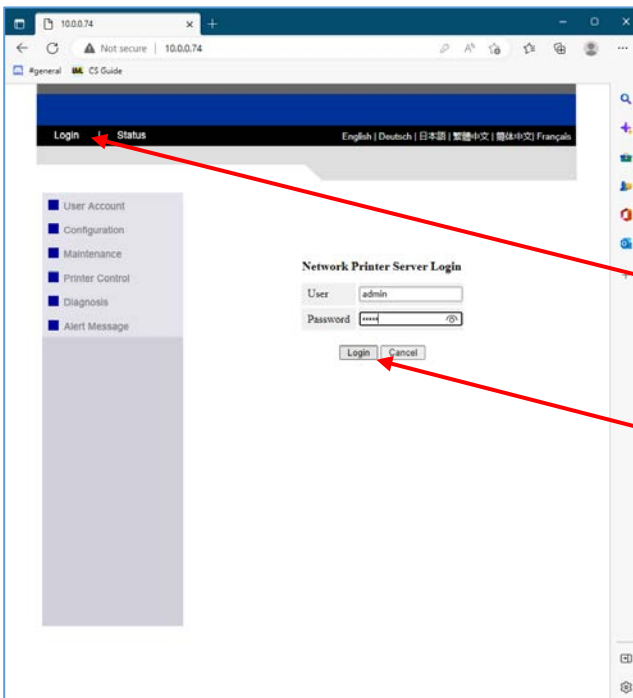 10.0.0.74
Not secure | 10.0.0.74
#general IML CS Guide
Login | Status
English | Deutsch | 日本語 | 繁體中文 | 簡体中文| Français
User Account
Configuration
Maintenance
Printer Control
Diagnosis
Alert Message
Network Printer Server Login
User admin
Password •••••
Login Cancel